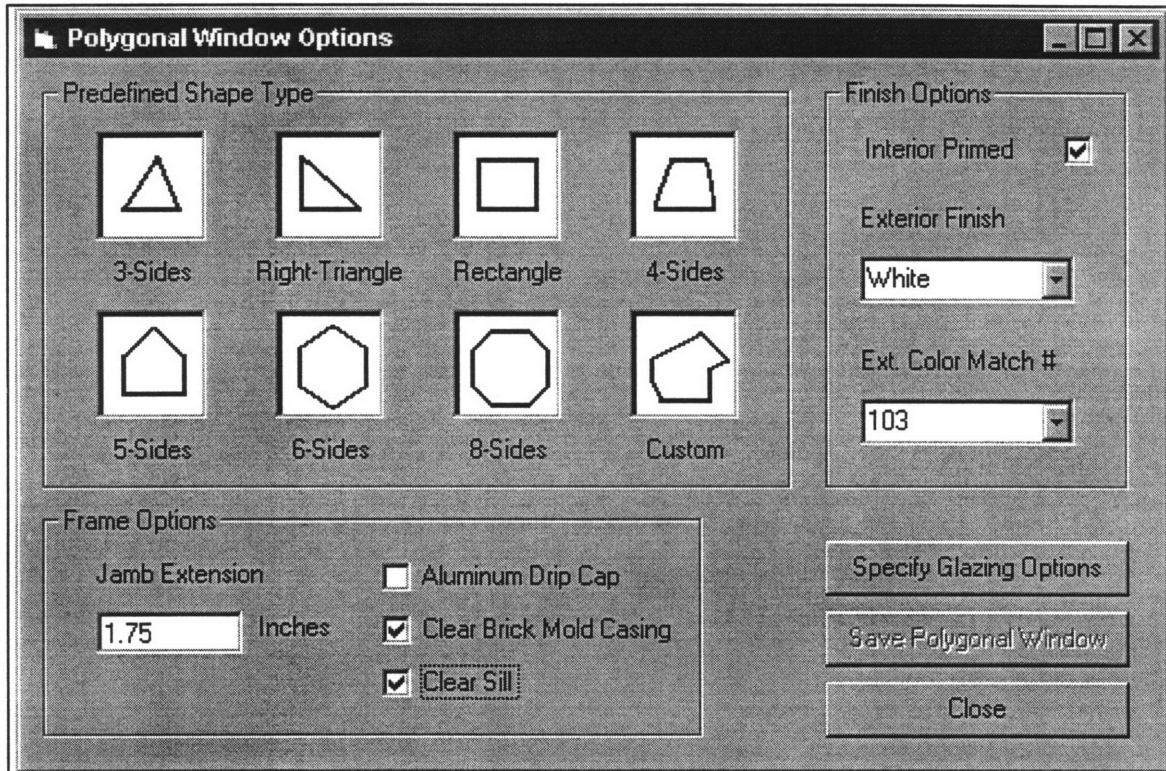 Polygonal Window Options
Predefined Shape Type
3-Sides Right-Triangle Rectangle 4-Sides
5-Sides 6-Sides 8-Sides Custom
Finish Options
Interior Primed
Exterior Finish
White
Ext. Color Match #
103
Frame Options
Jamb Extension
1.75 Inches
Aluminum Drip Cap
Clear Brick Mold Casing
Clear Sill
Specify Glazing Options
Save Polygonal Window
Close